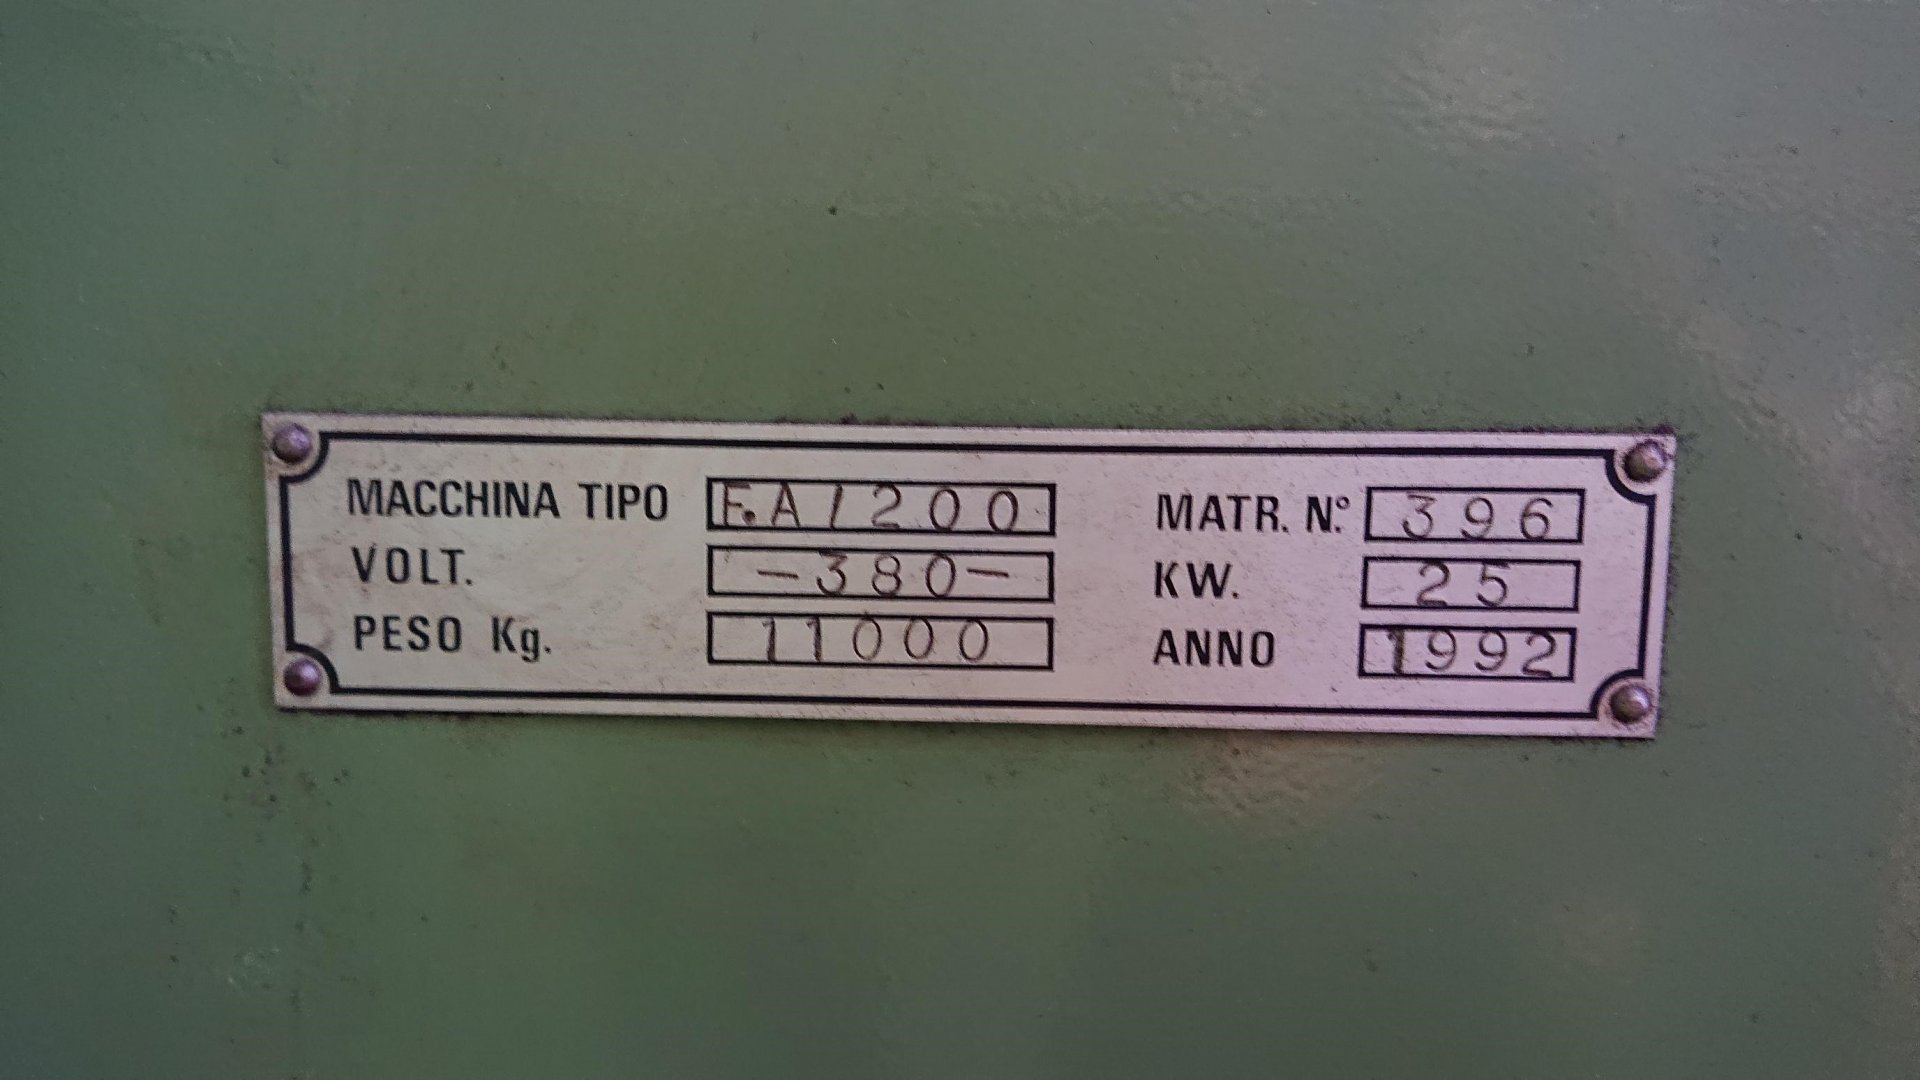 MACCHINA TIPO F.A1200 MATR. N.° 396
VOLT. -380- KW. 25
PESO Kg. 11000 ANNO 1992